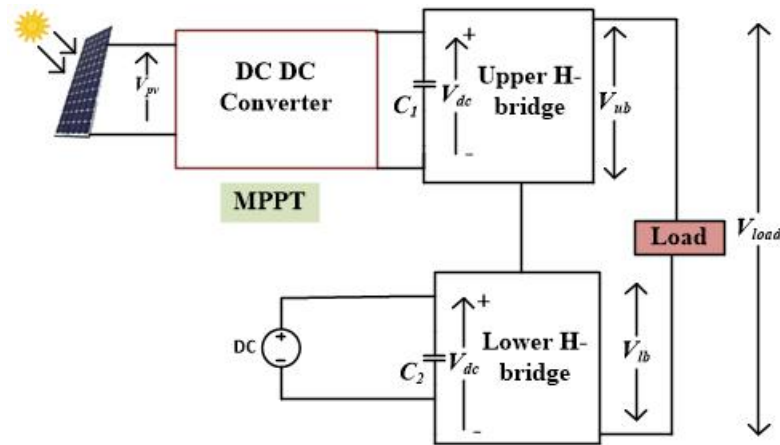 V_pv
DC DC
Converter
MPPT
C_1
+
V_dc
-
Upper H-
bridge
V_ub
Load
V_load
DC
+
-
C_2
+
V_dc
-
Lower H-
bridge
V_lb